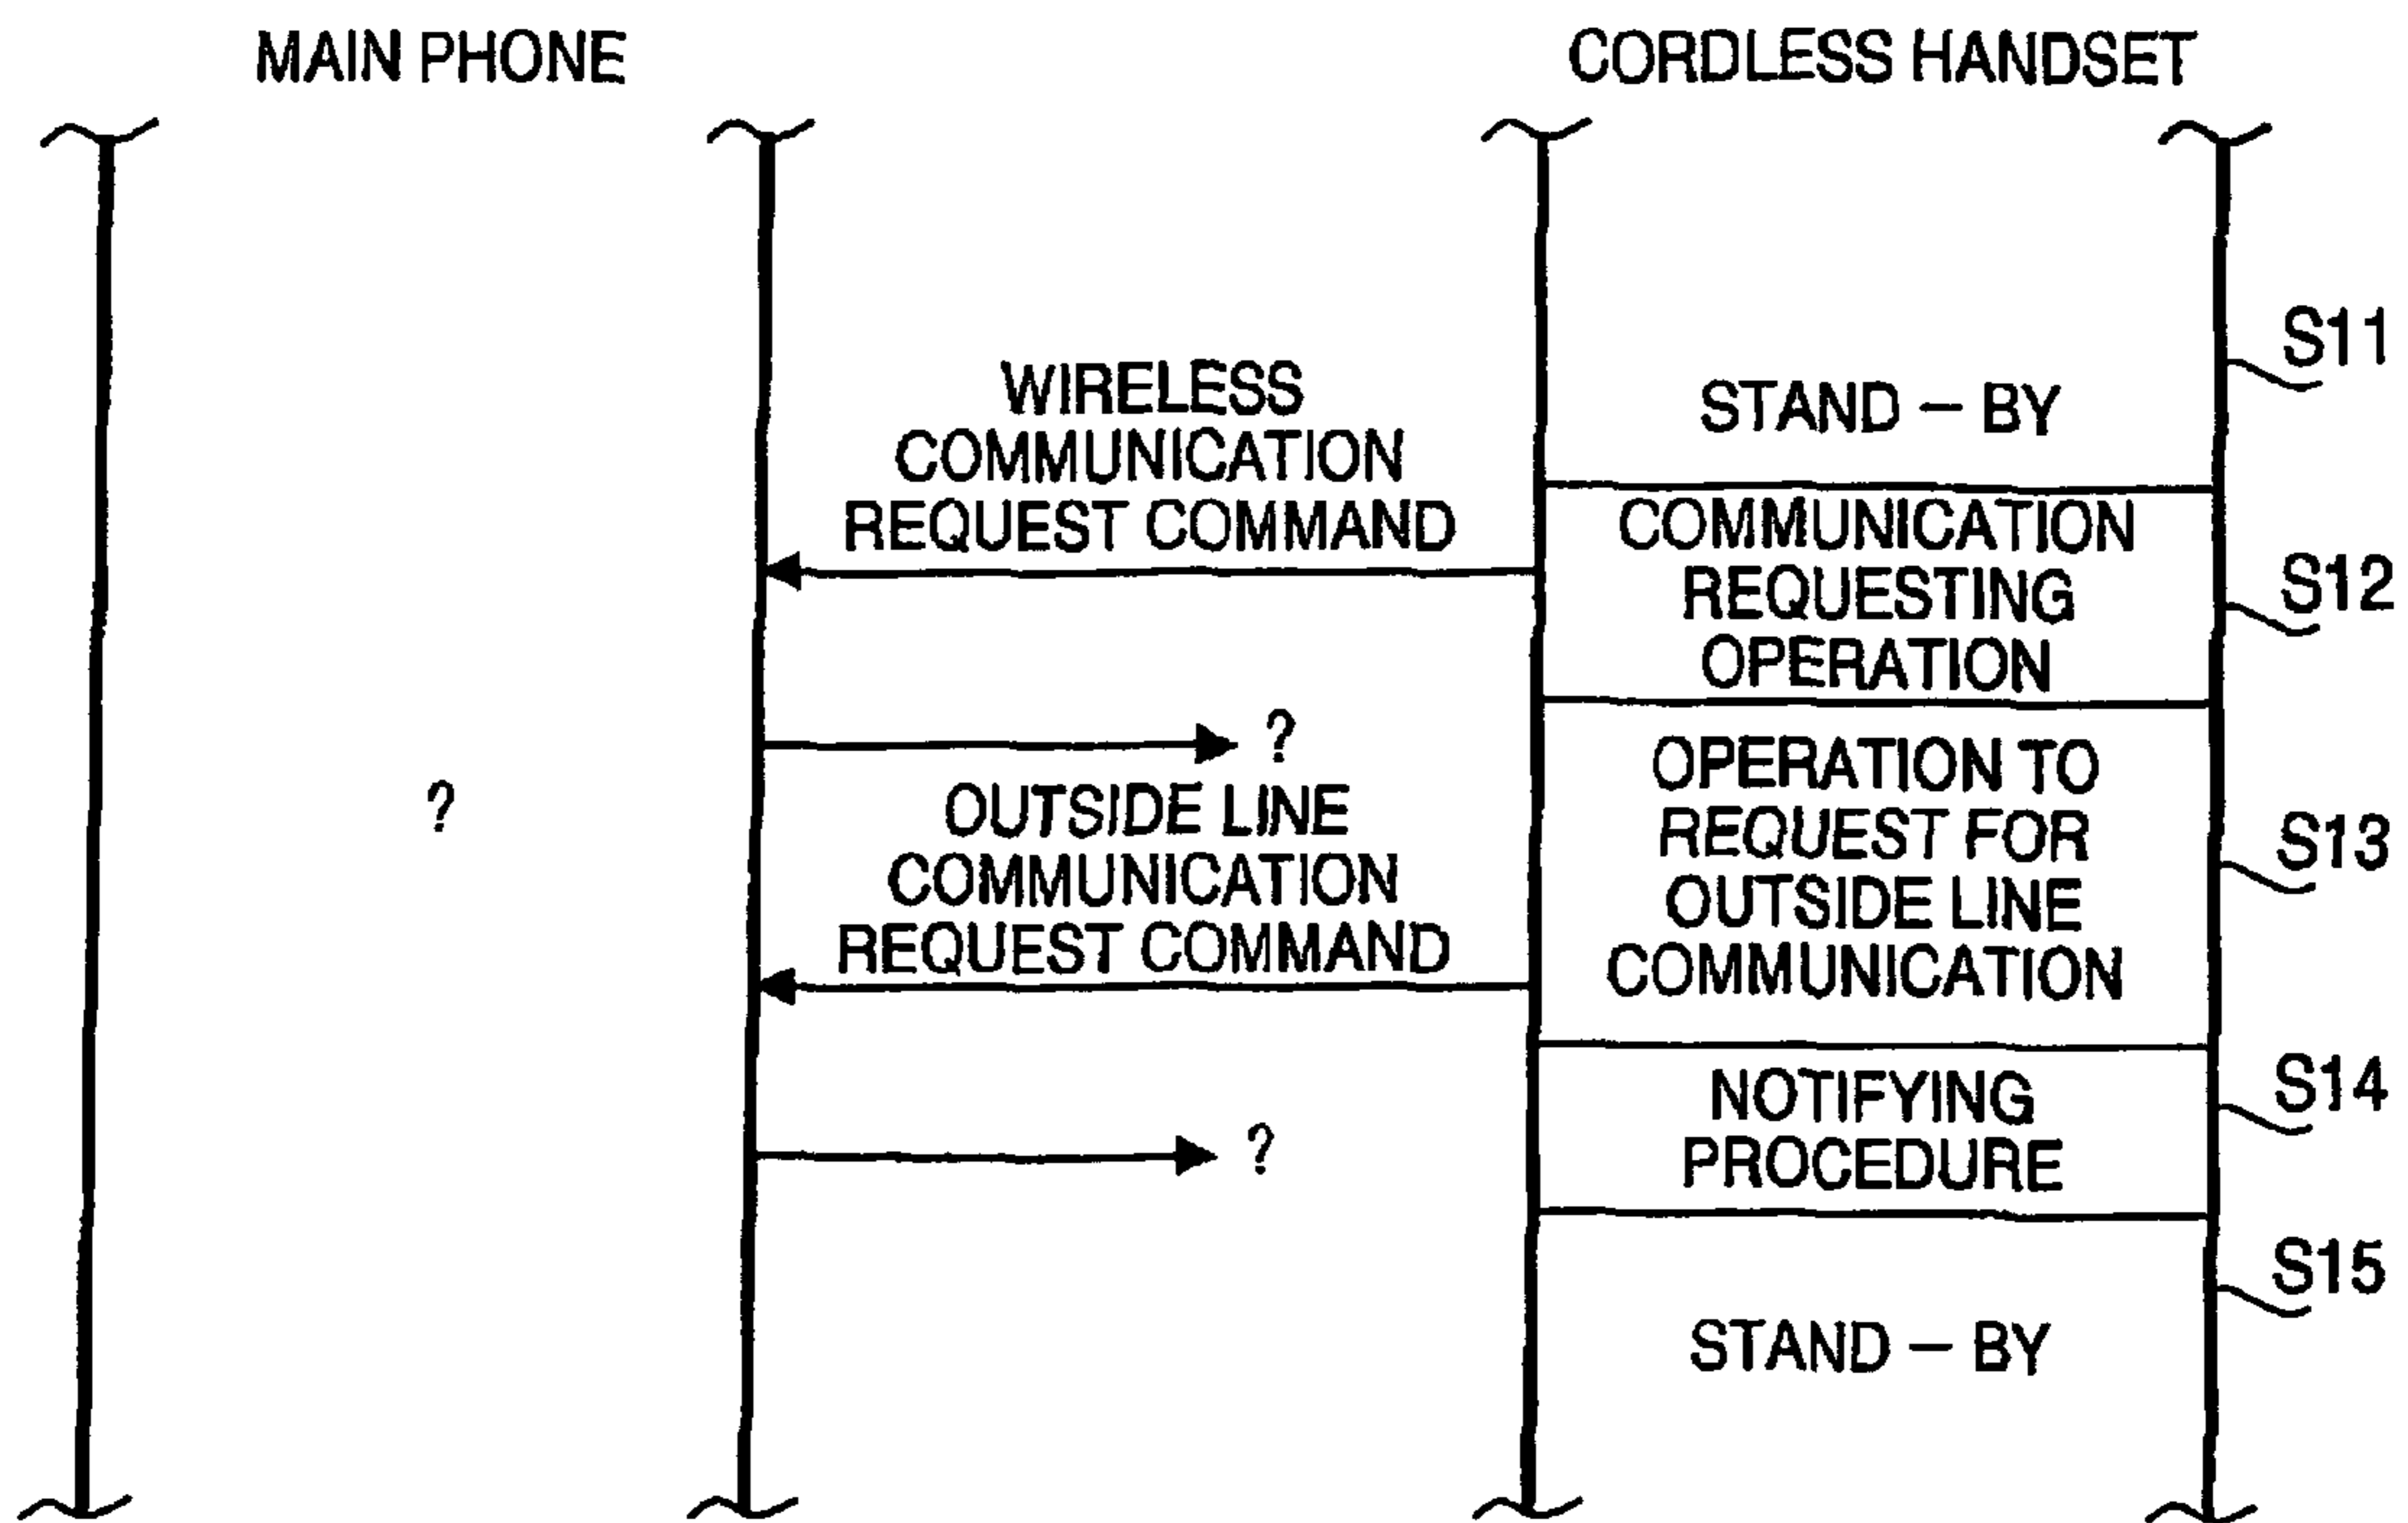 MAIN PHONE
CORDLESS HANDSET
S11
WIRELESS
COMMUNICATION
REQUEST COMMAND
STAND – BY
COMMUNICATION
REQUESTING
OPERATION
S12
?
?
OUTSIDE LINE
COMMUNICATION
REQUEST COMMAND
OPERATION TO
REQUEST FOR
OUTSIDE LINE
COMMUNICATION
S13
?
NOTIFYING
PROCEDURE
S14
S15
STAND – BY